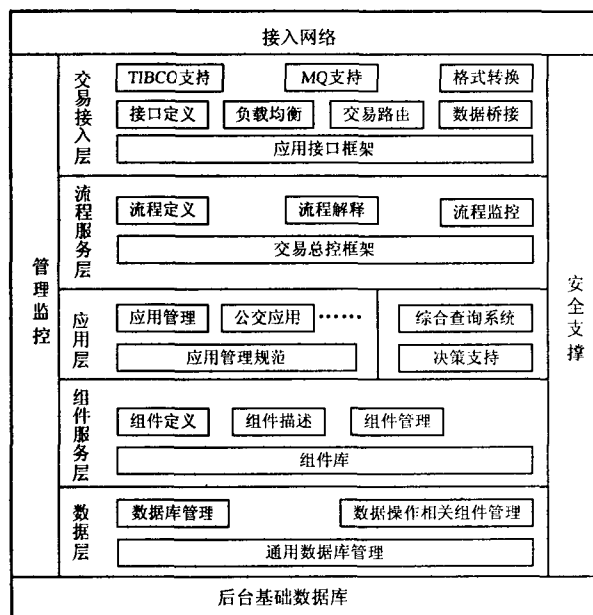 接入网络
管理监控
交易接入层
TIBCO支持
MQ支持
格式转换
接口定义
负载均衡
交易路由
数据桥接
应用接口框架
流程服务层
流程定义
流程解释
流程监控
交易总控框架
应用层
应用管理
公交应用
……
综合查询系统
应用管理规范
决策支持
组件服务层
组件定义
组件描述
组件管理
组件库
数据层
数据库管理
数据操作相关组件管理
通用数据库管理
安全支撑
后台基础数据库